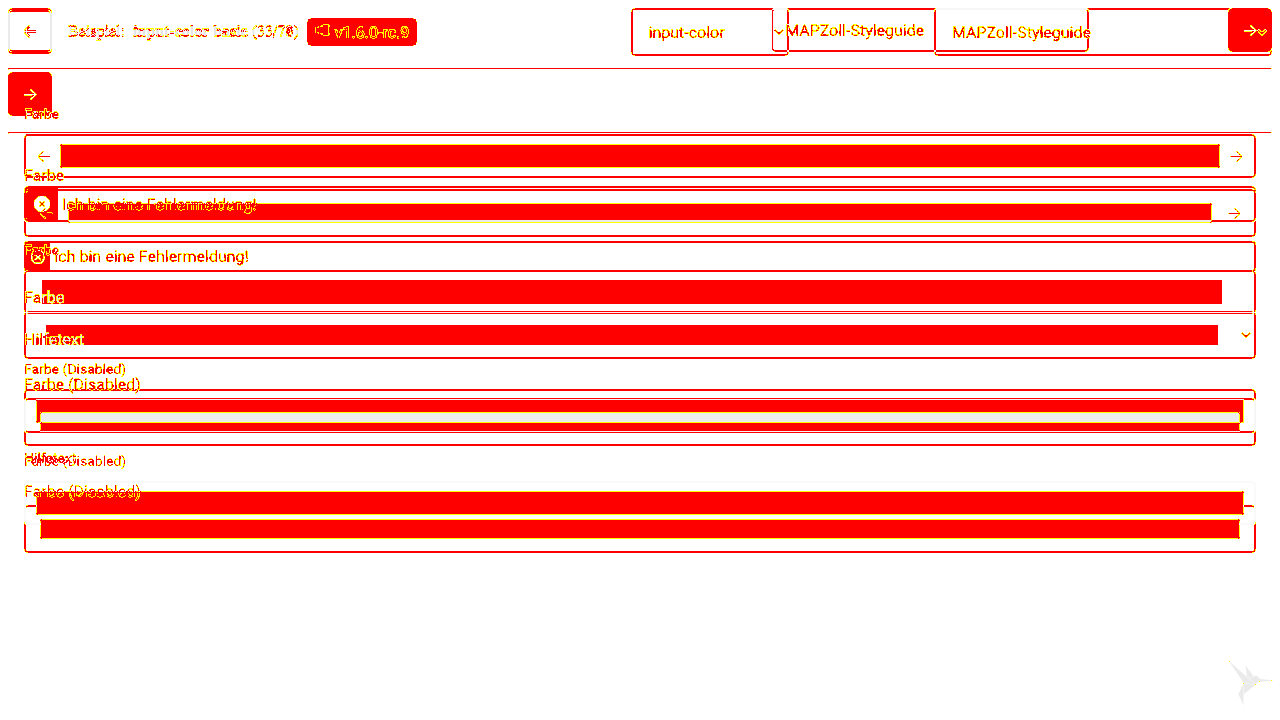 Beispiel: input-color basic (33/78) v1.6.0-rc.9 input-color MAPZoll-Styleguide MAPZoll-Styleguide
Farbe
Farbe
Ich bin eine Fehlermeldung!
Farbe
Ich bin eine Fehlermeldung!
Farbe
Hilfetext
Farbe (Disabled)
Farbe (Disabled)
Hilfetext
Farbe (Disabled)
Farbe (Disabled)